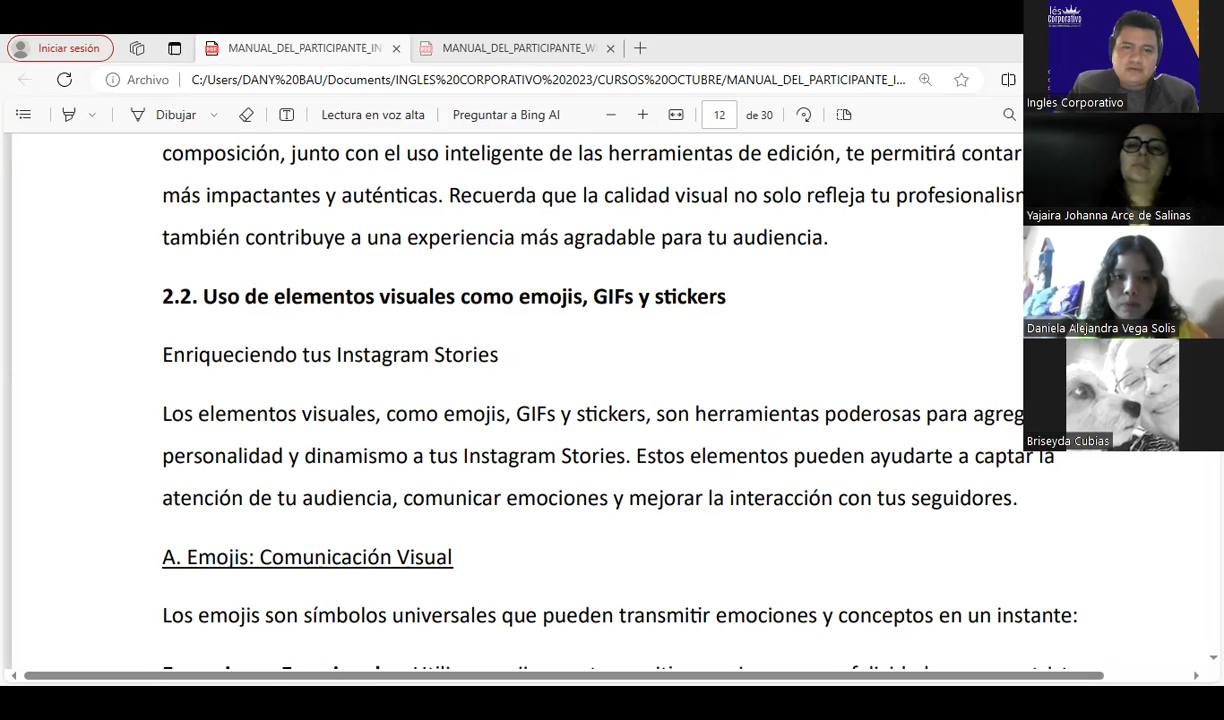 Iniciar sesión
MANUAL_DEL_PARTICIPANTE_IN
MANUAL_DEL_PARTICIPANTE_W
Archivo
C:/Users/DANY%20BAU/Documents/INGLES%20CORPORATIVO%202023/CURSOS%20OCTUBRE/MANUAL_DEL_PARTICIPANTE_I...
Dibujar
Lectura en voz alta
Preguntar a Bing AI
12
de 30
composición, junto con el uso inteligente de las herramientas de edición, te permitirá contar
más impactantes y auténticas. Recuerda que la calidad visual no solo refleja tu profesionalism
también contribuye a una experiencia más agradable para tu audiencia.
2.2. Uso de elementos visuales como emojis, GIFs y stickers
Enriqueciendo tus Instagram Stories
Los elementos visuales, como emojis, GIFs y stickers, son herramientas poderosas para agreg
personalidad y dinamismo a tus Instagram Stories. Estos elementos pueden ayudarte a captar la
atención de tu audiencia, comunicar emociones y mejorar la interacción con tus seguidores.
A. Emojis: Comunicación Visual
Los emojis son símbolos universales que pueden transmitir emociones y conceptos en un instante:
lés
Corporativo
Ingles Corporativo
Yajaira Johanna Arce de Salinas
Daniela Alejandra Vega Solis
Briseyda Cubias